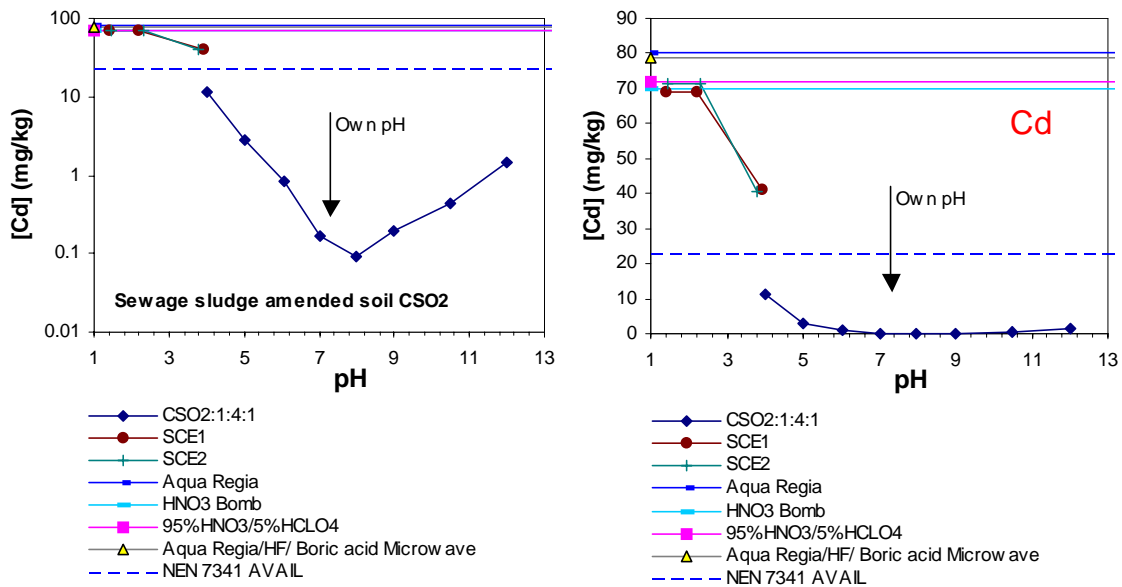 100
10
1
0.1
0.01
[Cd] (mg/kg)
Own pH
Sewage sludge amended soil CSO2
1 3 5 7 9 11 13
pH
CSO2:1:4:1
SCE1
SCE2
Aqua Regia
HNO3 Bomb
95%HNO3/5%HCLO4
Aqua Regia/HF/ Boric acid Microwave
NEN 7341 AVAIL
90
80
70
60
50
40
30
20
10
0
[Cd] (mg/kg)
Cd
Own pH
1 3 5 7 9 11 13
pH
CSO2:1:4:1
SCE1
SCE2
Aqua Regia
HNO3 Bomb
95%HNO3/5%HCLO4
Aqua Regia/HF/ Boric acid Microwave
NEN 7341 AVAIL